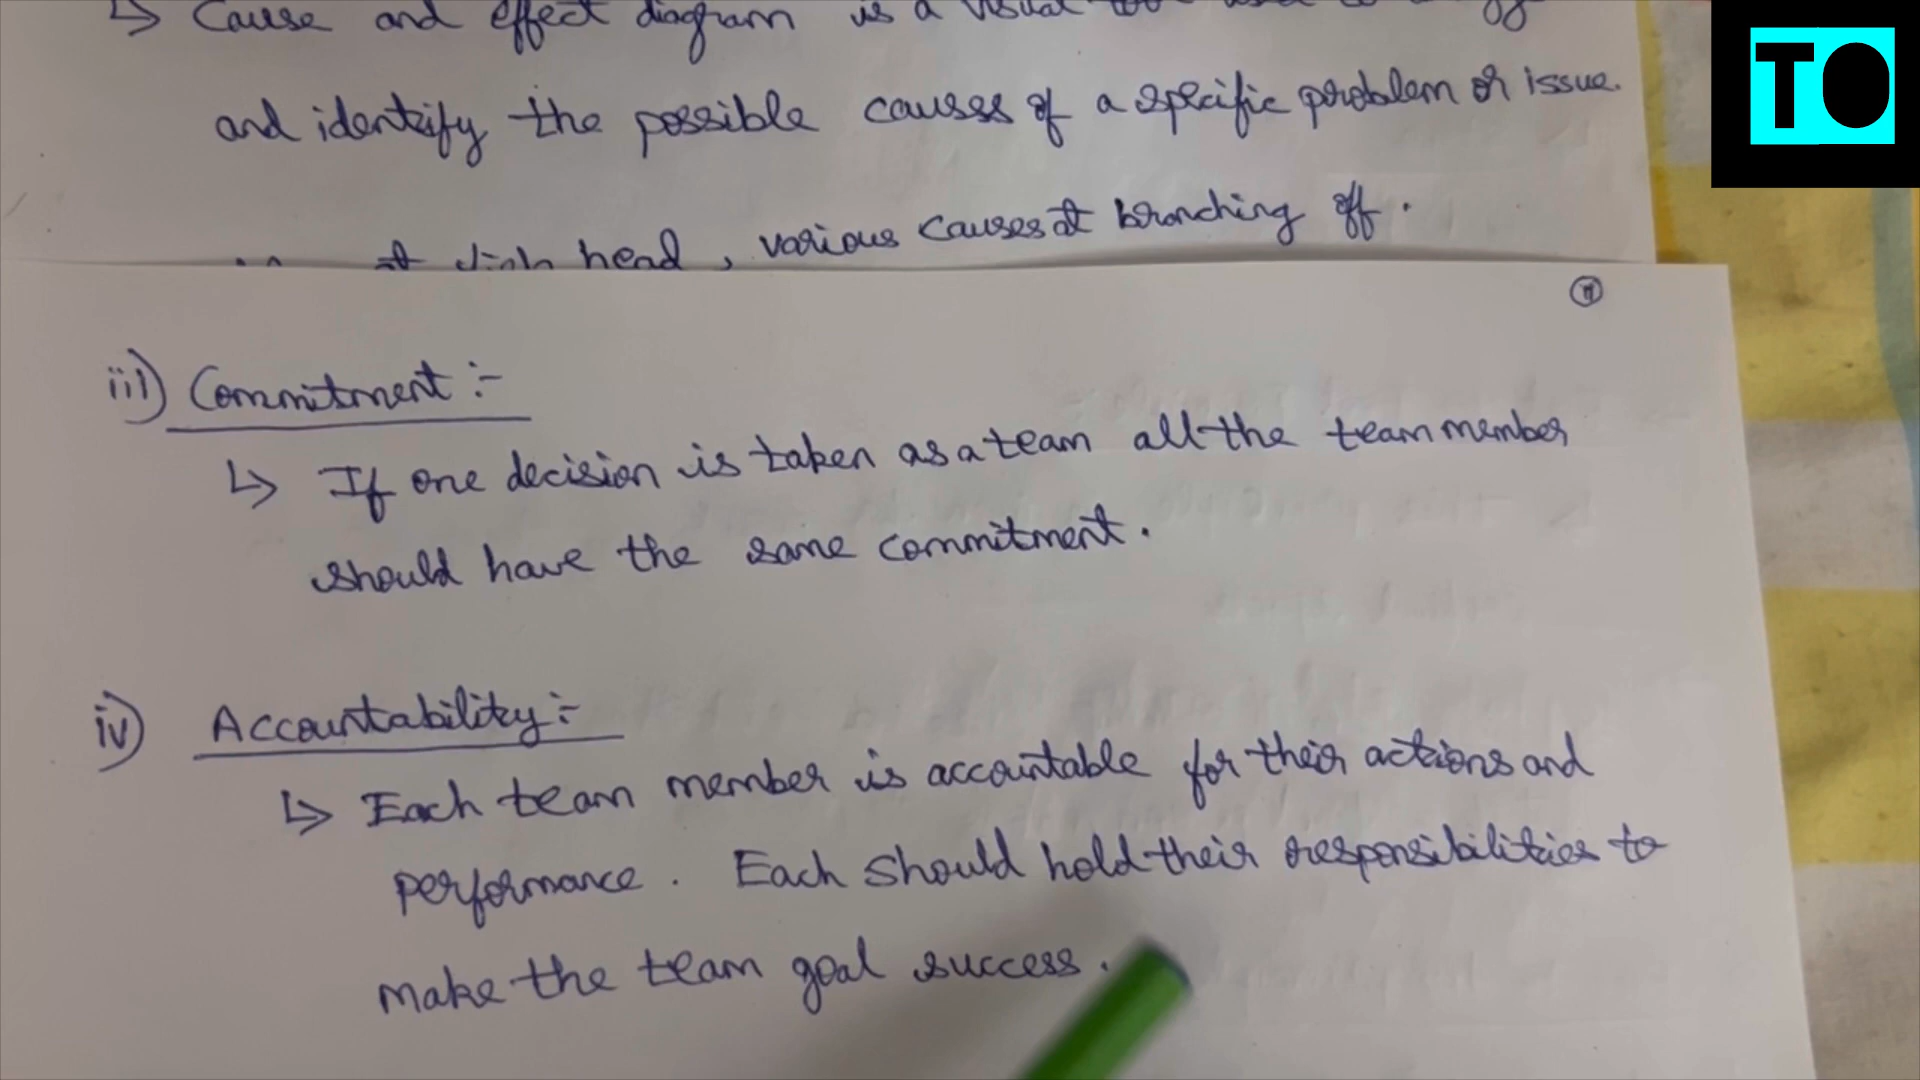 ↳ Cause and effect diagram is a visual
and identify the possible causes of a specific problem or issue.
head, various causes at branching off.
iii) Commitment :-
↳ If one decision is taken as a team all the team member
should have the same commitment.
iv) Accountability :-
↳ Each team member is accountable for their actions and
performance. Each should hold their responsibilities to
make the team goal success.
TO